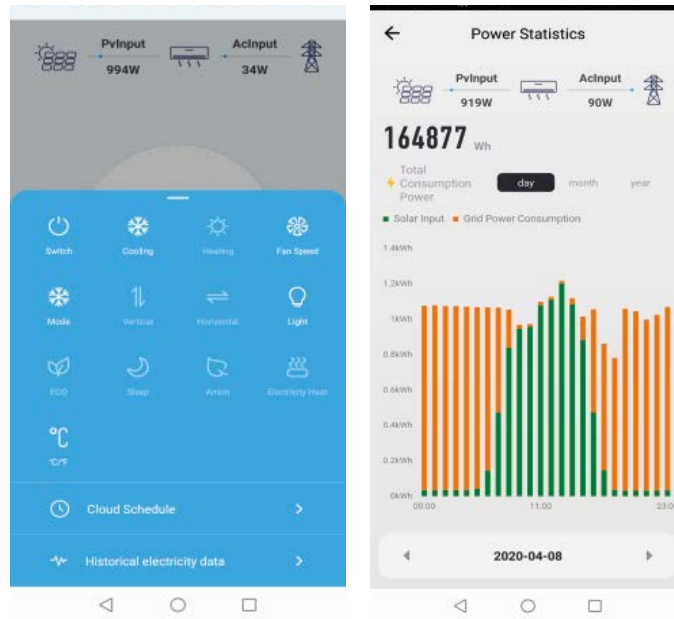 PvInput
AcInput
994W
34W
Switch
Cooling
Heating
Fan Speed
Mode
Vertical
Horizontal
Light
ECO
Sleep
Anion
Electricity Heat
°C
°C/°F
Cloud Schedule
Historical electricity data
Power Statistics
PvInput
AcInput
919W
90W
164877 Wh
Total
Consumption
Power
day
month
year
Solar Input
Grid Power Consumption
1.4kWh
1.2kWh
1kWh
0.8kWh
0.6kWh
0.4kWh
0.2kWh
0kWh
00:00
11:00
23:0
2020-04-08